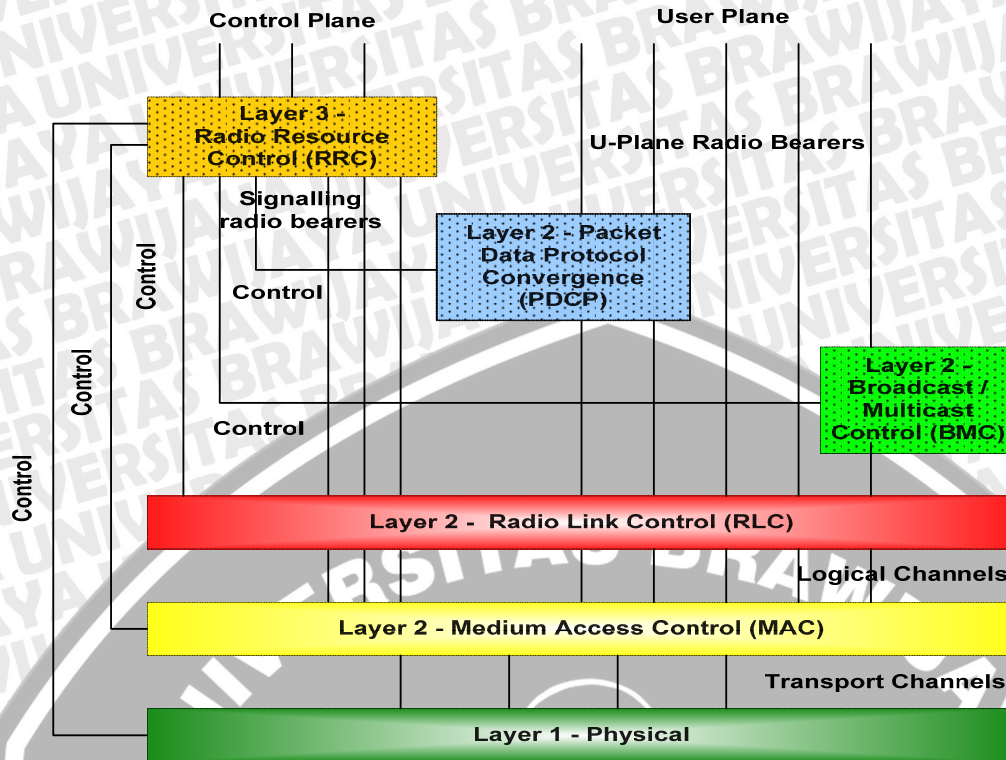 Control Plane
User Plane
Layer 3 -
Radio Resource
Control (RRC)
U-Plane Radio Bearers
Signalling
radio bearers
Layer 2 - Packet
Data Protocol
Convergence
(PDCP)
Control
Control
Control
Layer 2 -
Broadcast /
Multicast
Control (BMC)
Control
Control
Layer 2 - Radio Link Control (RLC)
Logical Channels
Layer 2 - Medium Access Control (MAC)
Transport Channels
Layer 1 - Physical
UNIVERSITAS BRAWIJAYA